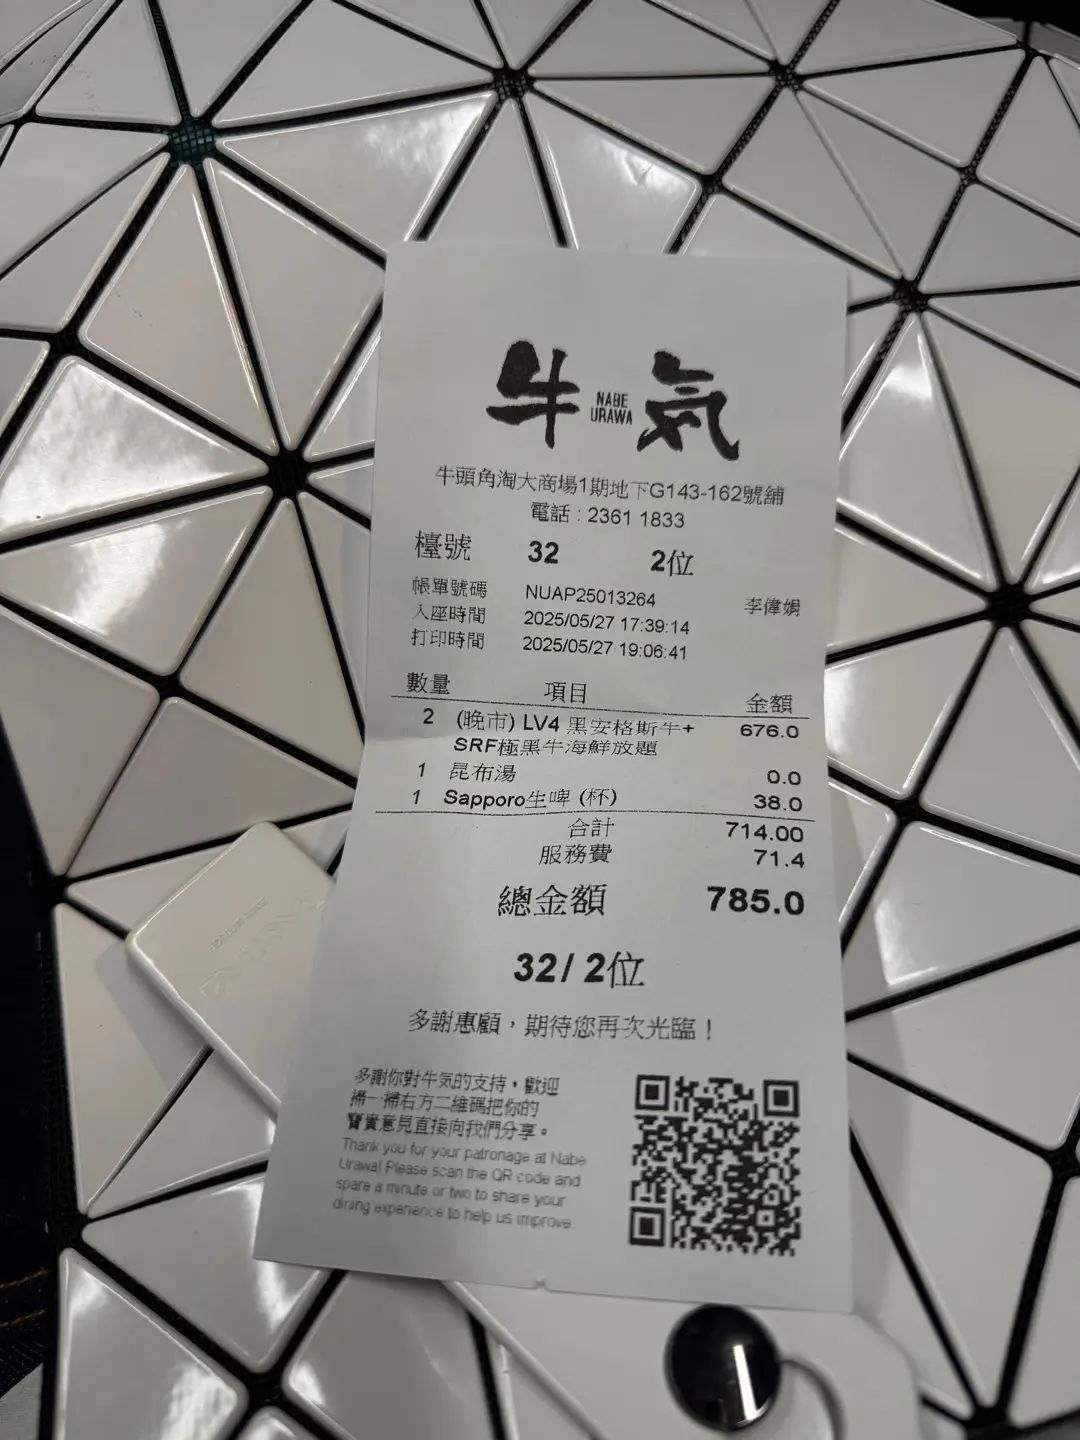 牛 NABE URAWA 気
牛頭角淘大商場1期地下G143-162號舖
電話：2361 1833
檯號 32 2位
帳單號碼 NUAP25013264 李偉娟
入座時間 2025/05/27 17:39:14
打印時間 2025/05/27 19:06:41
數量 項目 金額
2 (晚市) LV4 黑安格斯牛+ 676.0
SRF極黑牛海鮮放題
1 昆布湯 0.0
1 Sapporo生啤 (杯) 38.0
合計 714.00
服務費 71.4
總金額 785.0
32/ 2位
多謝惠顧，期待您再次光臨！
多謝你對牛気的支持，歡迎
掃一掃右方二維碼把你的
寶貴意見直接向我們分享。
Thank you for your patronage at Nabe
Urawa! Please scan the QR code and
spare a minute or two to share your
dining experience to help us improve.